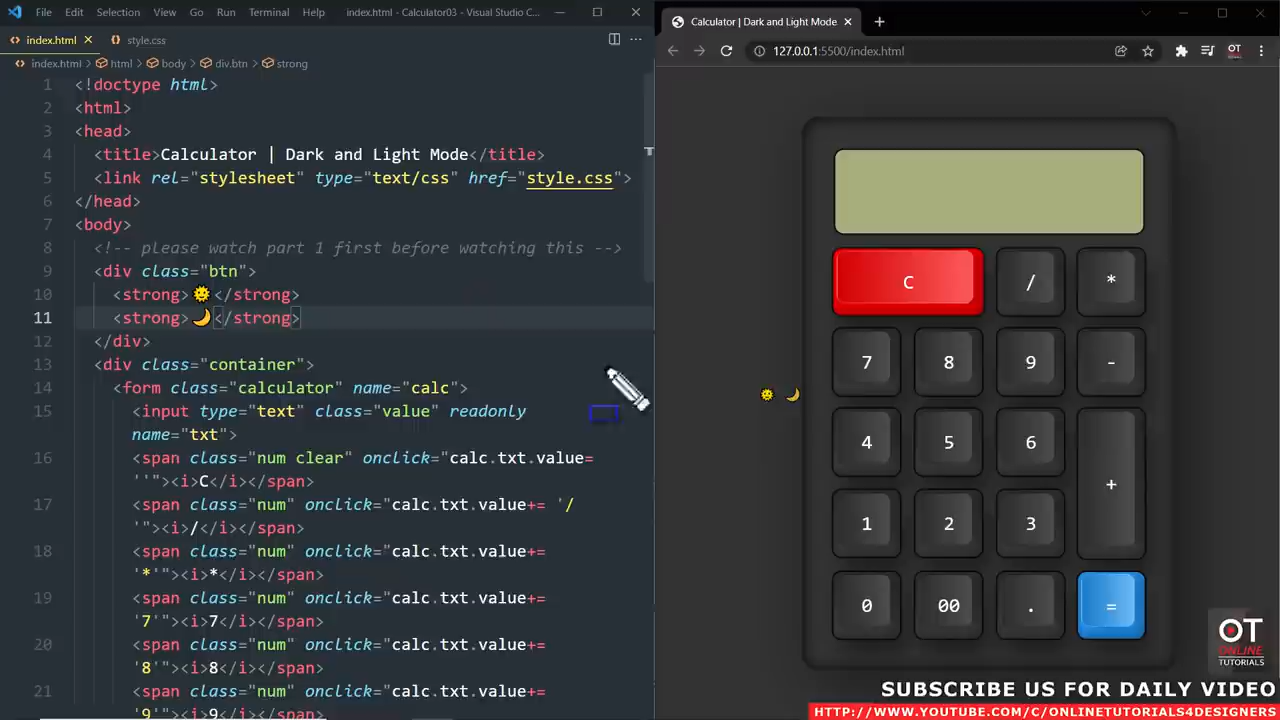 File Edit Selection View Go Run Terminal Help index.html - Calculator03 - Visual Studio C...
index.html style.css
index.html > html > body > div.btn > strong
1 <!doctype html>
2 <html>
3 <head>
4 <title>Calculator | Dark and Light Mode</title>
5 <link rel="stylesheet" type="text/css" href="style.css">
6 </head>
7 <body>
8 <!-- please watch part 1 first before watching this -->
9 <div class="btn">
10 <strong>🌞</strong>
11 <strong>🌙</strong>
12 </div>
13 <div class="container">
14 <form class="calculator" name="calc">
15 <input type="text" class="value" readonly
name="txt">
16 <span class="num clear" onclick="calc.txt.value=
''"><i>C</i></span>
17 <span class="num" onclick="calc.txt.value+= '/
'"><i>/</i></span>
18 <span class="num" onclick="calc.txt.value+=
'*'"><i>*</i></span>
19 <span class="num" onclick="calc.txt.value+=
'7'"><i>7</i></span>
20 <span class="num" onclick="calc.txt.value+=
'8'"><i>8</i></span>
21 <span class="num" onclick="calc.txt.value+=
'9'"><i>9</i></span>
Calculator | Dark and Light Mode
127.0.0.1:5500/index.html
OT
C / *
7 8 9 -
🌞 🌙
4 5 6
+
1 2 3
0 00 . =
OT
ONLINE
TUTORIALS
SUBSCRIBE US FOR DAILY VIDEO
HTTP://WWW.YOUTUBE.COM/C/ONLINETUTORIALS4DESIGNERS